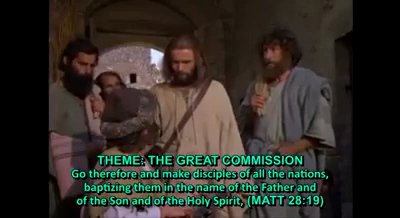 THEME: THE GREAT COMMISSION
Go therefore and make disciples of all the nations,
baptizing them in the name of the Father and
of the Son and of the Holy Spirit, (MATT 28:19)